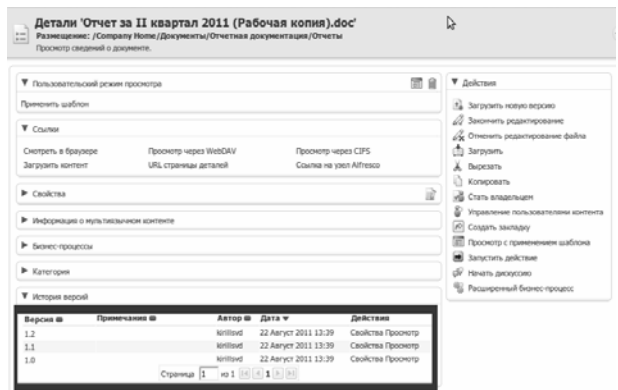 Детали 'Отчет за II квартал 2011 (Рабочая копия).doc'
Размещение: /Company Home/Документы/Отчетная документация/Отчеты
Просмотр сведений о документе.
Пользовательский режим просмотра
Применить шаблон
Ссылки
Смотреть в браузере Просмотр через WebDAV Просмотр через CIFS
Загрузить контент URL страницы деталей Ссылка на узел Alfresco
Свойства
Информация о мультиязычном контенте
Бизнес-процессы
Категория
История версий
Версия Примечания Автор Дата Действия
1.2 kirillsvd 22 Август 2011 13:39 Свойства Просмотр
1.1 kirillsvd 22 Август 2011 13:39 Свойства Просмотр
1.0 kirillsvd 22 Август 2011 13:39 Свойства Просмотр
Страница 1 из 1 1
Действия
Загрузить новую версию
Закончить редактирование
Отменить редактирование файла
Загрузить
Вырезать
Копировать
Стать владельцем
Управление пользователями контента
Создать закладку
Просмотр с применением шаблона
Запустить действие
Начать дискуссию
Расширенный бизнес-процесс